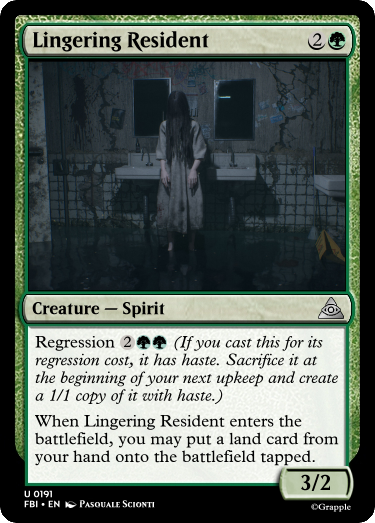 Lingering Resident 2
Creature — Spirit
Regression 2 (If you cast this for its
regression cost, it has haste. Sacrifice it at
the beginning of your next upkeep and create
a 1/1 copy of it with haste.)
When Lingering Resident enters the
battlefield, you may put a land card from
your hand onto the battlefield tapped.
3/2
U 0191
FBI • EN Pasquale Scionti
©Grapple